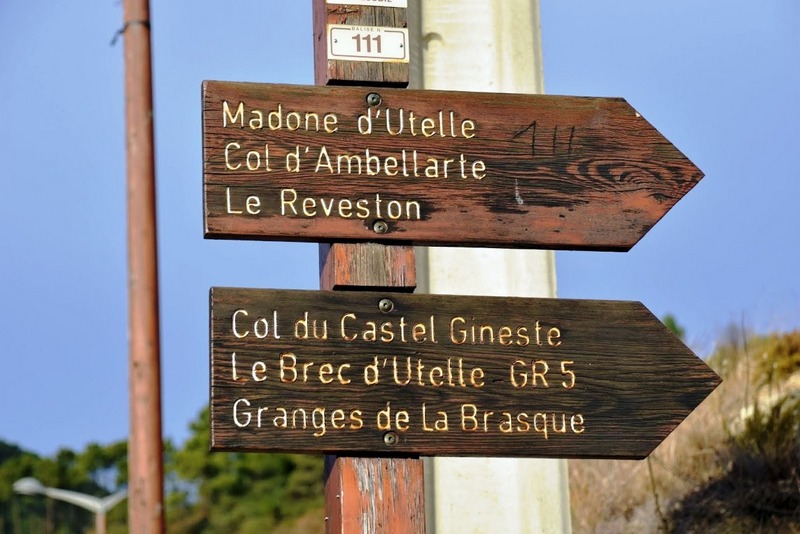 BALISE N°
111
Madone d'Utelle
Col d'Ambellarte
Le Reveston
Col du Castel Gineste
Le Brec d'Utelle GR 5
Granges de La Brasque